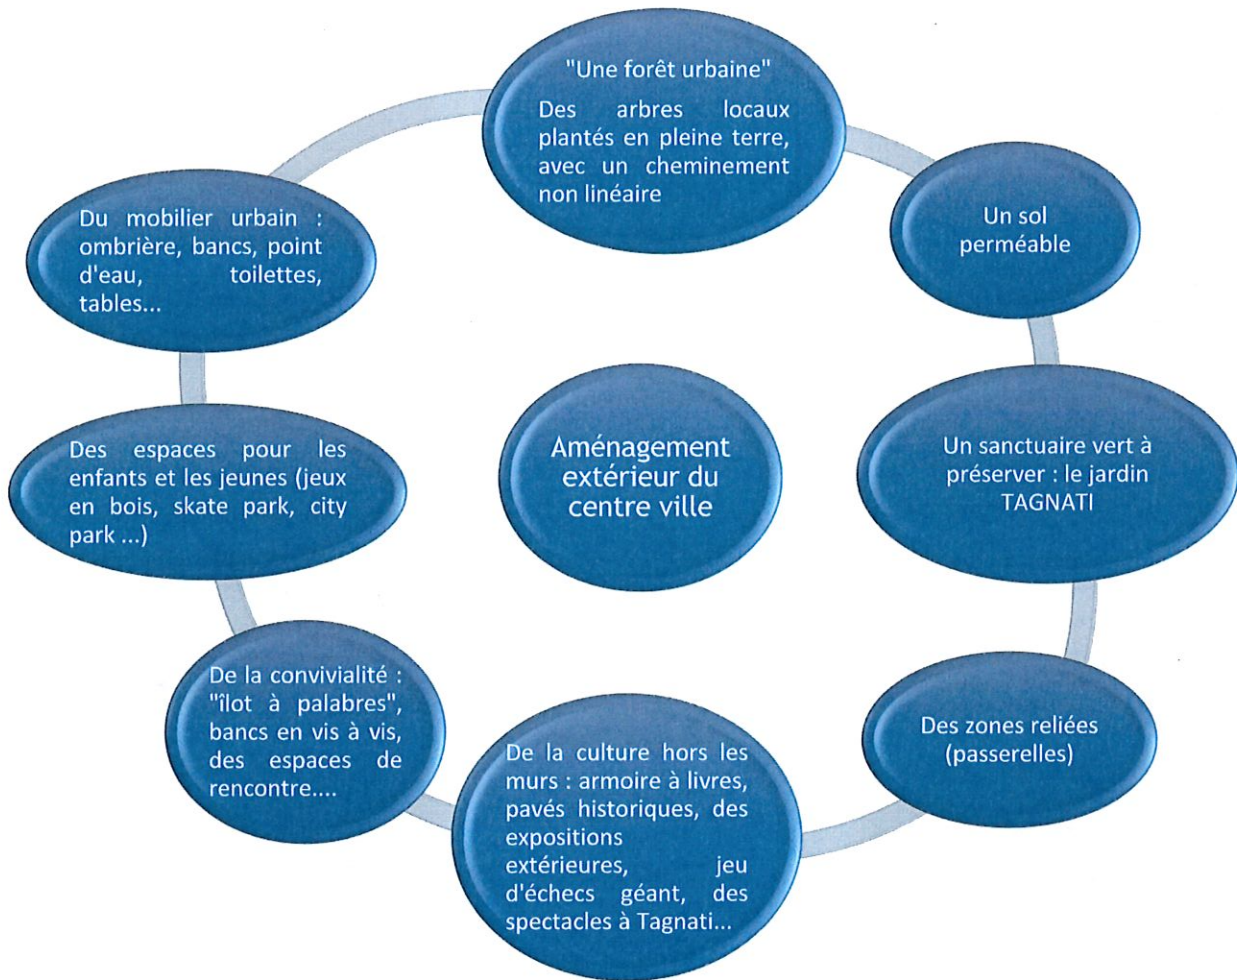 "Une forêt urbaine"
Des arbres locaux
plantés en pleine terre,
avec un cheminement
non linéaire
Un sol
perméable
Un sanctuaire vert à
préserver : le jardin
TAGNATI
Des zones reliées
(passerelles)
De la culture hors les
murs : armoire à livres,
pavés historiques, des
expositions
extérieures, jeu
d'échecs géant, des
spectacles à Tagnati...
De la convivialité :
"îlot à palabres",
bancs en vis à vis,
des espaces de
rencontre....
Des espaces pour les
enfants et les jeunes (jeux
en bois, skate park, city
park ...)
Du mobilier urbain :
ombrière, bancs, point
d'eau, toilettes,
tables...
Aménagement
extérieur du
centre ville